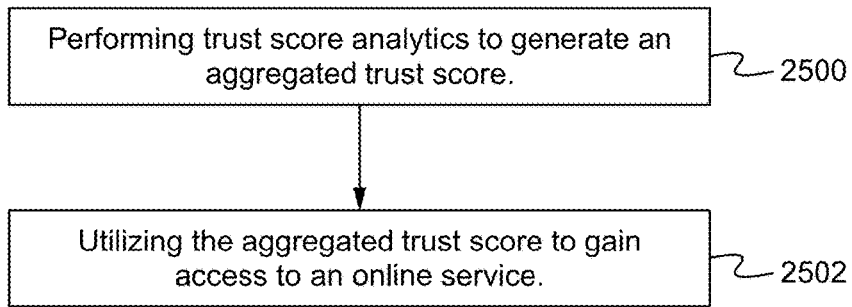 Performing trust score analytics to generate an
aggregated trust score.
2500
Utilizing the aggregated trust score to gain
access to an online service.
2502